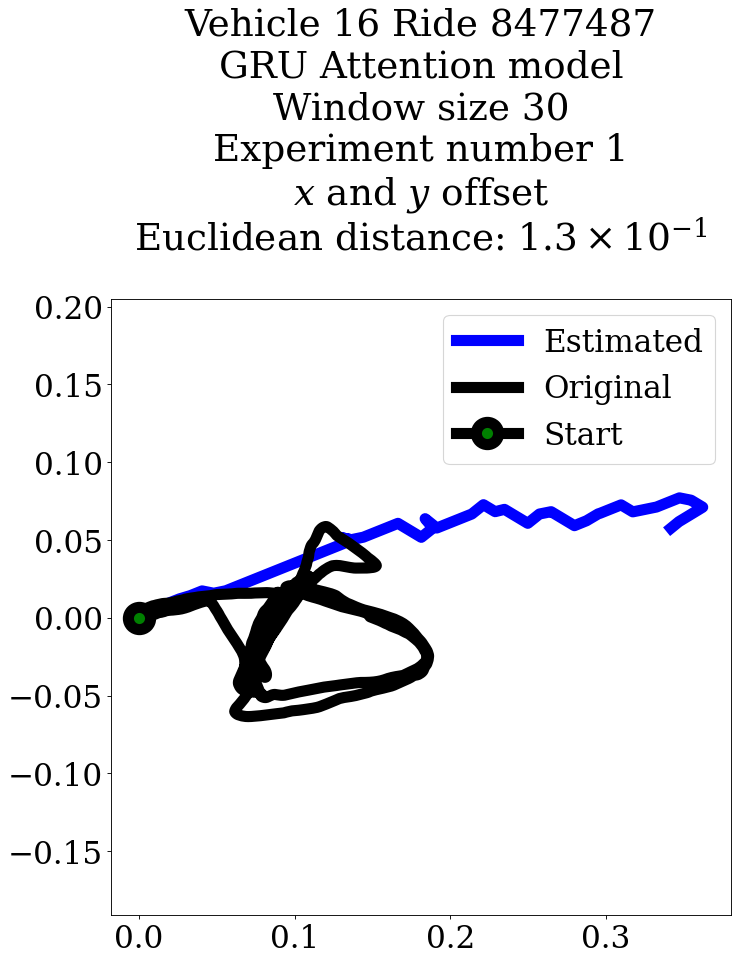 Vehicle 16 Ride 8477487
GRU Attention model
Window size 30
Experiment number 1
x and y offset
Euclidean distance: 1.3 × 10⁻¹
Estimated
Original
Start
0.20
0.15
0.10
0.05
0.00
−0.05
−0.10
−0.15
0.0 0.1 0.2 0.3